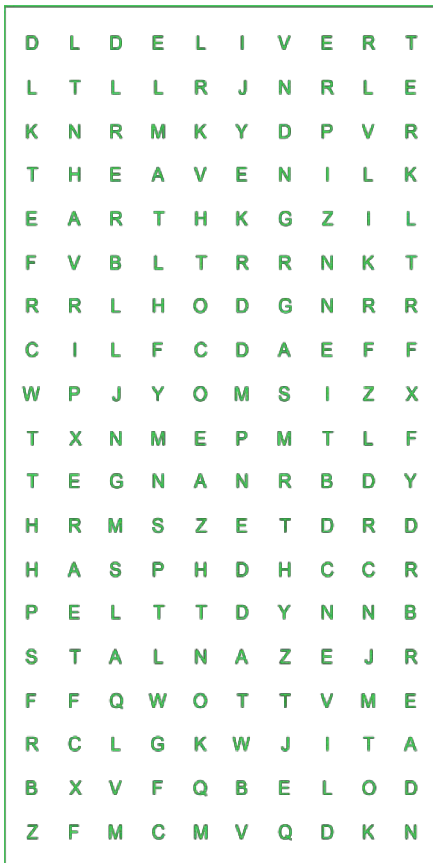 D L D E L I V E R T
L T L L R J N R L E
K N R M K Y D P V R
T H E A V E N I L K
E A R T H K G Z I L
F V B L T R R N K T
R R L H O D G N R R
C I L F C D A E F F
W P J Y O M S I Z X
T X N M E P M T L F
T E G N A N R B D Y
H R M S Z E T D R D
H A S P H D H C C R
P E L T T D Y N N B
S T A L N A Z E J R
F F Q W O T T V M E
R C L G K W J I T A
B X V F Q B E L O D
Z F M C M V Q D K N